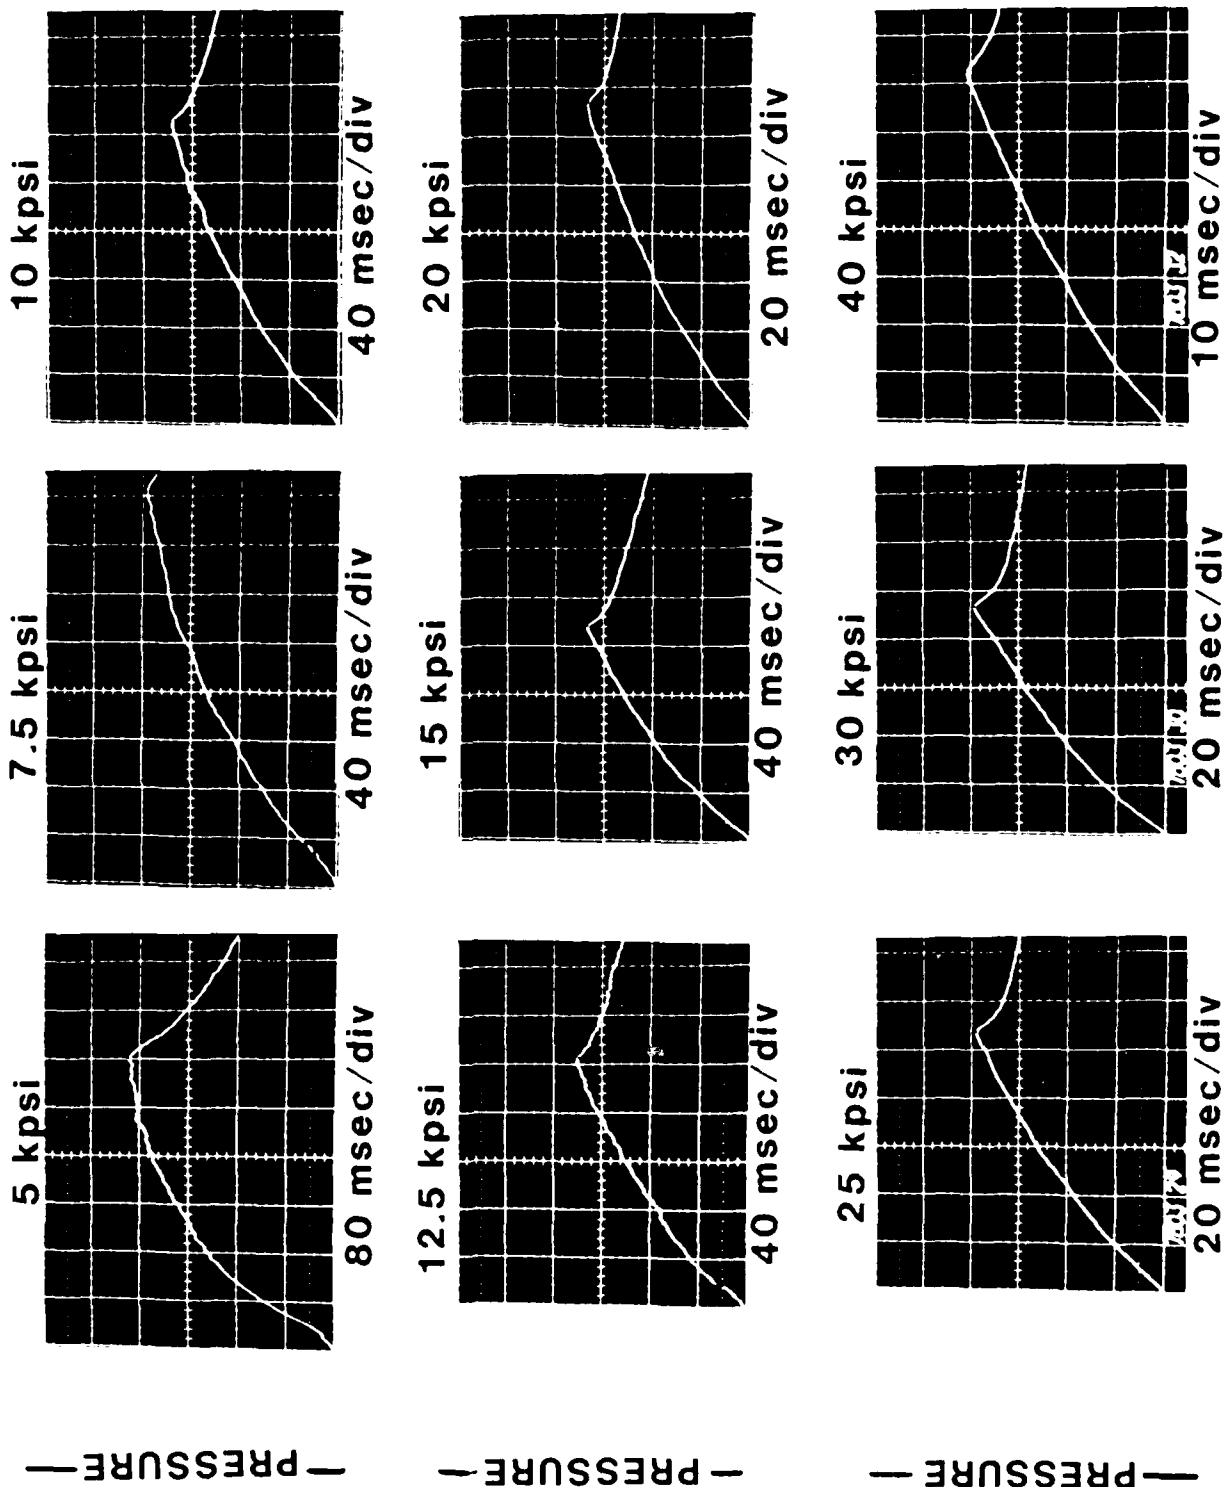 5 kpsi
7.5 kpsi
10 kpsi
— PRESSURE —
80 msec/div
40 msec/div
40 msec/div
12.5 kpsi
15 kpsi
20 kpsi
— PRESSURE —
40 msec/div
40 msec/div
20 msec/div
25 kpsi
30 kpsi
40 kpsi
— PRESSURE —
20 msec/div
20 msec/div
10 msec/div